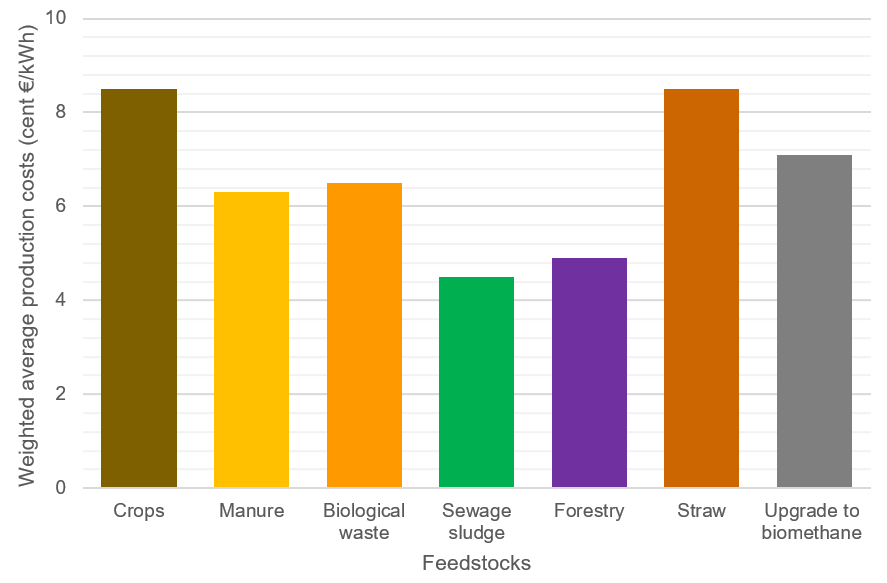 Weighted average production costs (cent €/kWh)
10
8
6
4
2
0
Crops
Manure
Biological
waste
Sewage
sludge
Forestry
Straw
Upgrade to
biomethane
Feedstocks